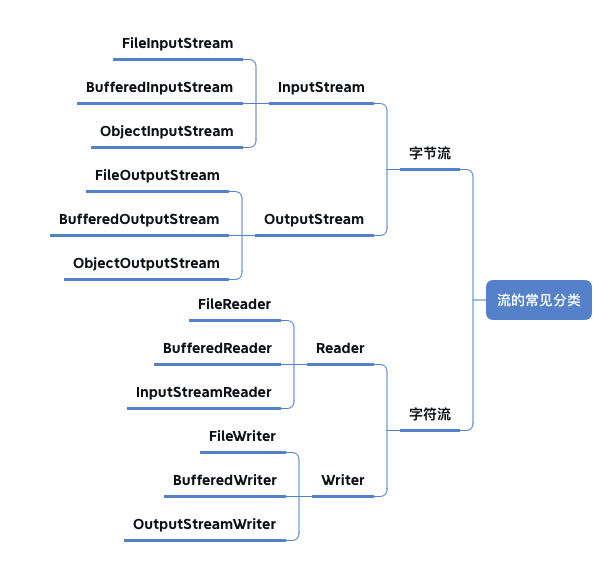 FileInputStream
BufferedInputStream
InputStream
ObjectInputStream
字节流
FileOutputStream
BufferedOutputStream
OutputStream
ObjectOutputStream
流的常见分类
FileReader
BufferedReader
Reader
InputStreamReader
字符流
FileWriter
BufferedWriter
Writer
OutputStreamWriter